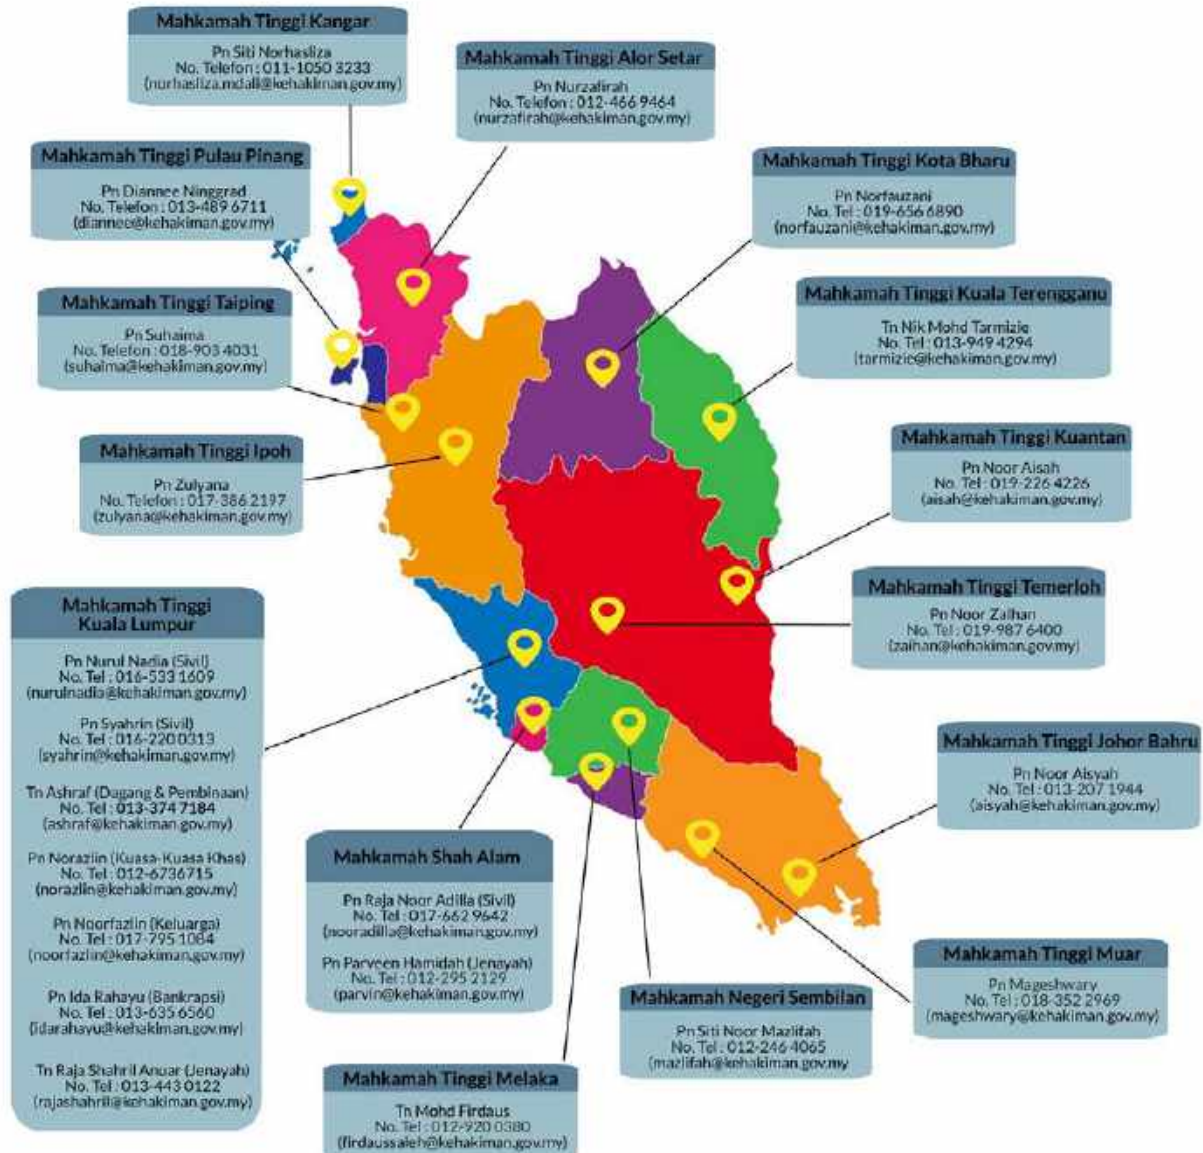 Mahkamah Tinggi Kangar
Pn Siti Norhasliza
No. Telefon : 011-1050 3233
(nurhasliza.mdali@kehakiman.gov.my)
Mahkamah Tinggi Alor Setar
Pn Nurzafirah
No. Telefon : 012-466 9464
(nurzafirah@kehakiman.gov.my)
Mahkamah Tinggi Pulau Pinang
Pn Diannee Ninggrad
No. Telefon : 013-489 6711
(diannee@kehakiman.gov.my)
Mahkamah Tinggi Kota Bharu
Pn Norfauzani
No. Tel : 019-656 6890
(norfauzani@kehakiman.gov.my)
Mahkamah Tinggi Taiping
Pn Suhaima
No. Telefon : 018-903 4031
(suhaima@kehakiman.gov.my)
Mahkamah Tinggi Kuala Terengganu
Tn Nik Mohd Tarmizie
No. Tel : 013-949 4294
(tarmizie@kehakiman.gov.my)
Mahkamah Tinggi Ipoh
Pn Zulyana
No. Telefon : 017-386 2197
(zulyana@kehakiman.gov.my)
Mahkamah Tinggi Kuantan
Pn Noor Aisah
No. Tel : 019-226 4226
(aisah@kehakiman.gov.my)
Mahkamah Tinggi Temerloh
Pn Noor Zaihan
No. Tel : 019-987 6400
(zaihan@kehakiman.gov.my)
Mahkamah Tinggi
Kuala Lumpur
Pn Nurul Nadia (Sivil)
No. Tel : 016-533 1609
(nurulnadia@kehakiman.gov.my)
Pn Syahrin (Sivil)
No. Tel : 016-220 0313
(syahrin@kehakiman.gov.my)
Tn Ashraf (Dagang & Pembinaan)
No. Tel : 013-374 7184
(ashraf@kehakiman.gov.my)
Pn Norazlin (Kuasa-Kuasa Khas)
No. Tel : 012-6736715
(norazlin@kehakiman.gov.my)
Pn Noorfazlin (Keluarga)
No. Tel : 017-795 1084
(noorfazlin@kehakiman.gov.my)
Pn Ida Rahayu (Bankrapsi)
No. Tel : 013-635 6560
(idarahayu@kehakiman.gov.my)
Tn Raja Shahril Anuar (Jenayah)
No. Tel : 013-443 0122
(rajashahril@kehakiman.gov.my)
Mahkamah Tinggi Johor Bahru
Pn Noor Aisyah
No. Tel : 013-207 1944
(aisyah@kehakiman.gov.my)
Mahkamah Shah Alam
Pn Raja Noor Adilla (Sivil)
No. Tel : 017-662 9642
(nooradilla@kehakiman.gov.my)
Pn Parveen Hamidah (Jenayah)
No. Tel : 012-295 2129
(parvin@kehakiman.gov.my)
Mahkamah Tinggi Muar
Pn Mageshwary
No. Tel : 018-352 2969
(mageshwary@kehakiman.gov.my)
Mahkamah Negeri Sembilan
Pn Siti Noor Mazlifah
No. Tel : 012-246 4065
(mazlifah@kehakiman.gov.my
Mahkamah Tinggi Melaka
Tn Mohd Firdaus
No. Tel : 012-920 0380
(firdaussaleh@kehakiman.gov.my)